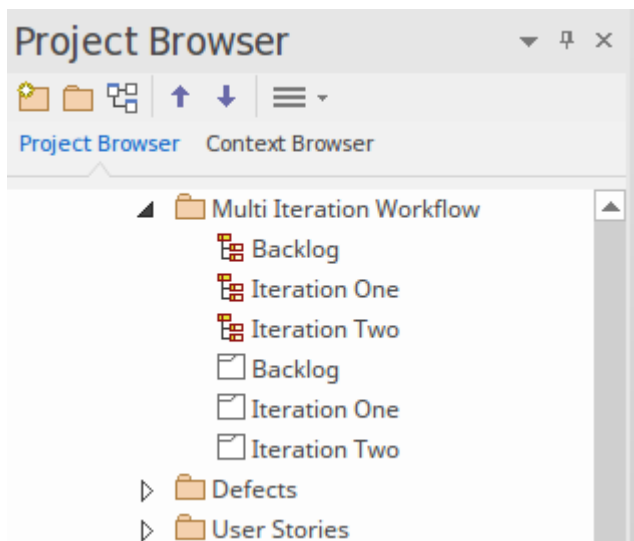 Project Browser
Project Browser Context Browser
Multi Iteration Workflow
Backlog
Iteration One
Iteration Two
Backlog
Iteration One
Iteration Two
Defects
User Stories